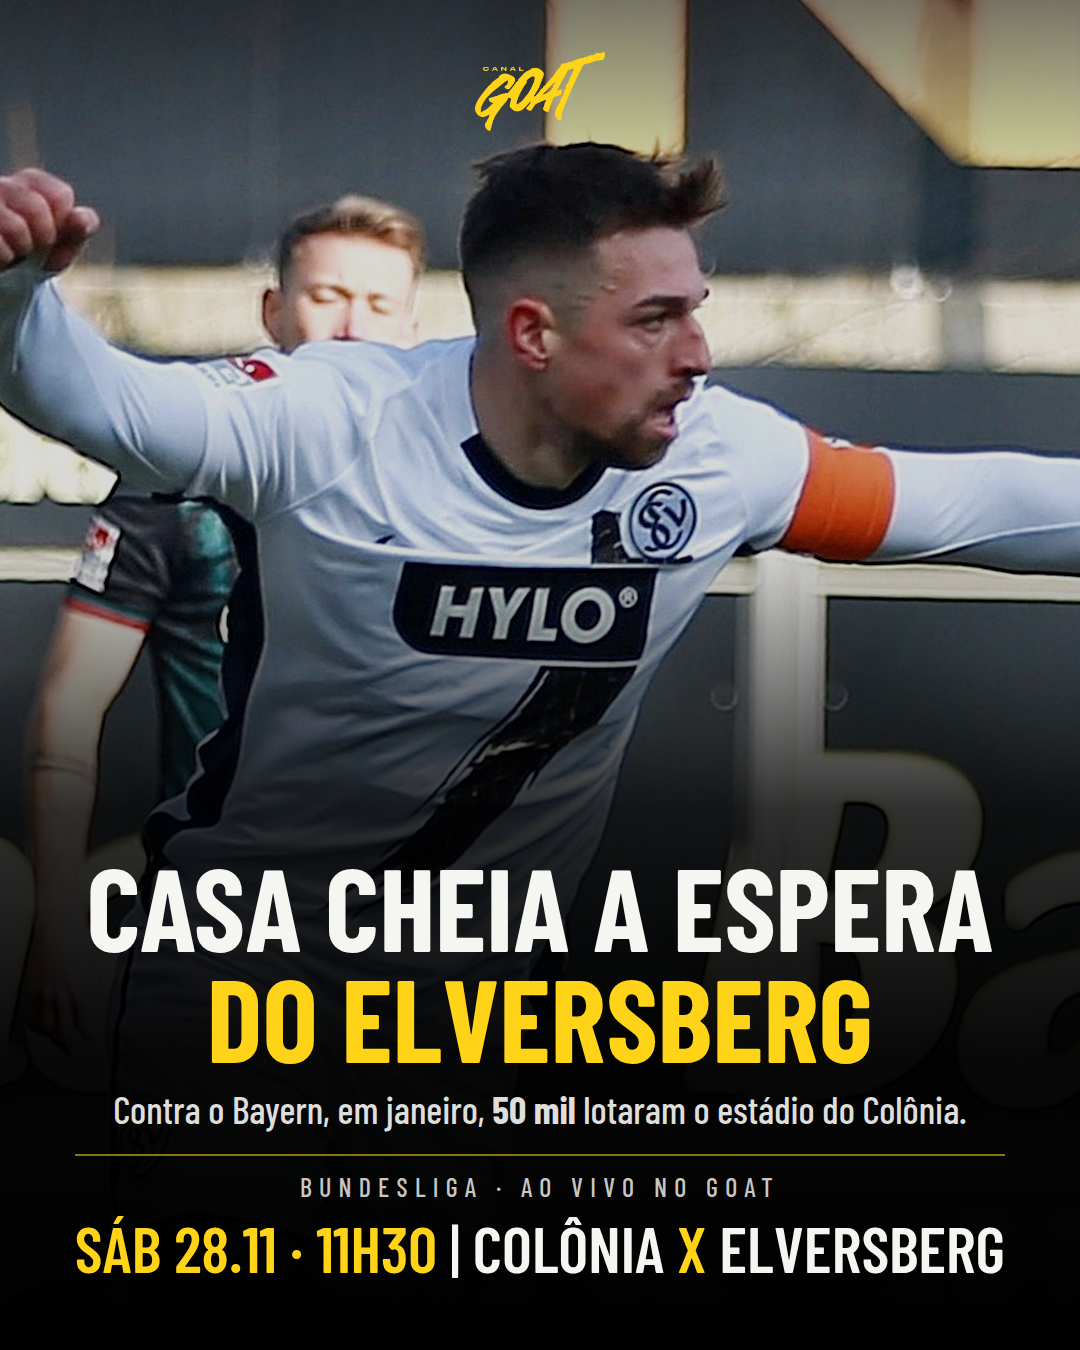 CANAL
GOAT
HYLO®
CASA CHEIA A ESPERA
DO ELVERSBERG
Contra o Bayern, em janeiro, 50 mil lotaram o estádio do Colônia.
BUNDESLIGA · AO VIVO NO GOAT
SÁB 28.11 · 11H30 | COLÔNIA X ELVERSBERG